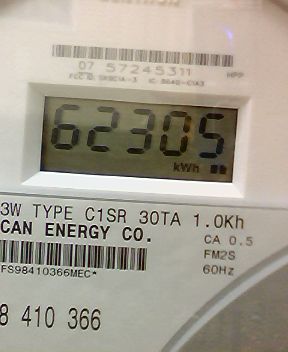 07 57245311 HPP
62305
kWh
3W TYPE C1SR 30TA 1.0Kh
CAN ENERGY CO.
CA 0.5
FM2S
FS98410366MEC*
60Hz
8 410 366